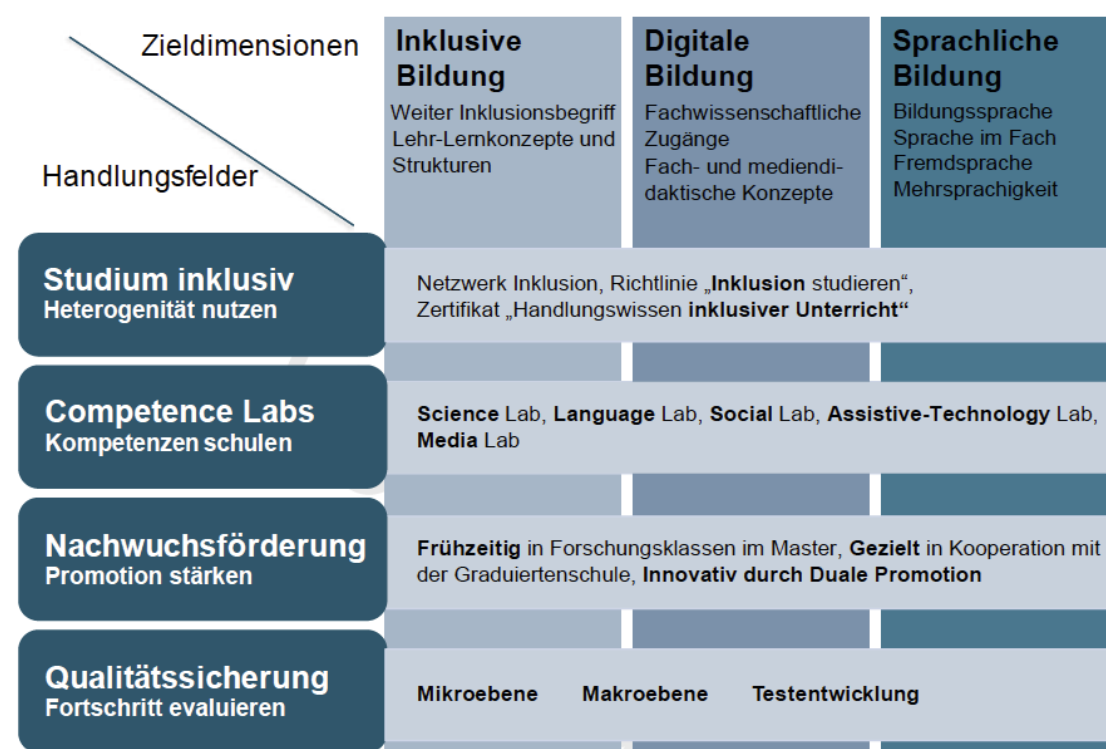 Zieldimensionen
Handlungsfelder
Inklusive
Bildung
Weiter Inklusionsbegriff
Lehr-Lernkonzepte und
Strukturen
Digitale
Bildung
Fachwissenschaftliche
Zugänge
Fach- und mediendi-
daktische Konzepte
Sprachliche
Bildung
Bildungssprache
Sprache im Fach
Fremdsprache
Mehrsprachigkeit
Studium inklusiv
Heterogenität nutzen
Netzwerk Inklusion, Richtlinie „Inklusion studieren“,
Zertifikat „Handlungswissen inklusiver Unterricht“
Competence Labs
Kompetenzen schulen
Science Lab, Language Lab, Social Lab, Assistive-Technology Lab,
Media Lab
Nachwuchsförderung
Promotion stärken
Frühzeitig in Forschungsklassen im Master, Gezielt in Kooperation mit
der Graduiertenschule, Innovativ durch Duale Promotion
Qualitätssicherung
Fortschritt evaluieren
Mikroebene Makroebene Testentwicklung